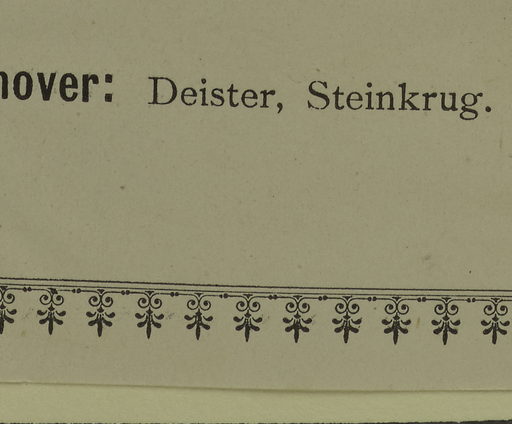 nover: Deister, Steinkrug.